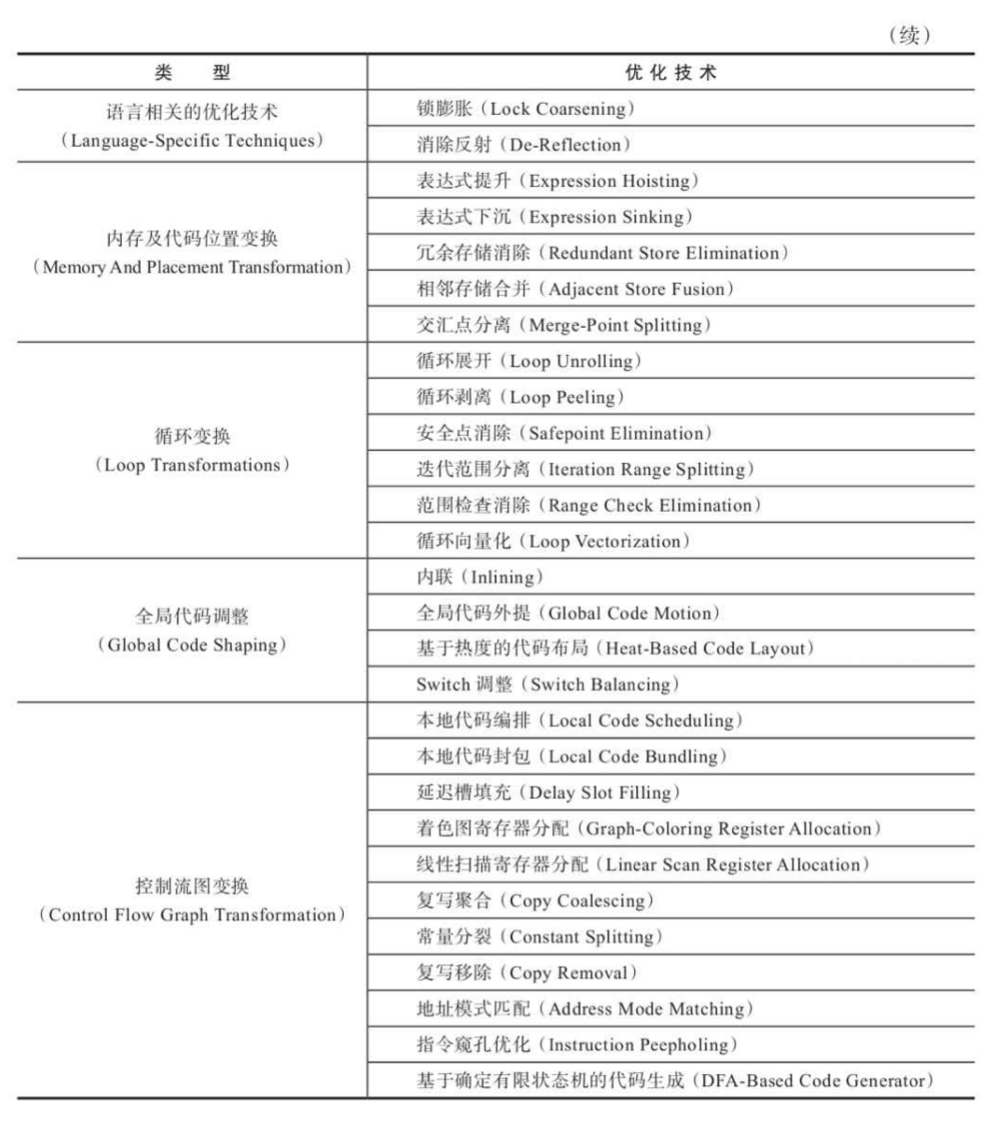 （续）
类 型
优化技术
语言相关的优化技术
（Language-Specific Techniques）
锁膨胀（Lock Coarsening）
消除反射（De-Reflection）
内存及代码位置变换
（Memory And Placement Transformation）
表达式提升（Expression Hoisting）
表达式下沉（Expression Sinking）
冗余存储消除（Redundant Store Elimination）
相邻存储合并（Adjacent Store Fusion）
交汇点分离（Merge-Point Splitting）
循环变换
（Loop Transformations）
循环展开（Loop Unrolling）
循环剥离（Loop Peeling）
安全点消除（Safepoint Elimination）
迭代范围分离（Iteration Range Splitting）
范围检查消除（Range Check Elimination）
循环向量化（Loop Vectorization）
全局代码调整
（Global Code Shaping）
内联（Inlining）
全局代码外提（Global Code Motion）
基于热度的代码布局（Heat-Based Code Layout）
Switch 调整（Switch Balancing）
控制流图变换
（Control Flow Graph Transformation）
本地代码编排（Local Code Scheduling）
本地代码封包（Local Code Bundling）
延迟槽填充（Delay Slot Filling）
着色图寄存器分配（Graph-Coloring Register Allocation）
线性扫描寄存器分配（Linear Scan Register Allocation）
复写聚合（Copy Coalescing）
常量分裂（Constant Splitting）
复写移除（Copy Removal）
地址模式匹配（Address Mode Matching）
指令窥孔优化（Instruction Peepholing）
基于确定有限状态机的代码生成（DFA-Based Code Generator）